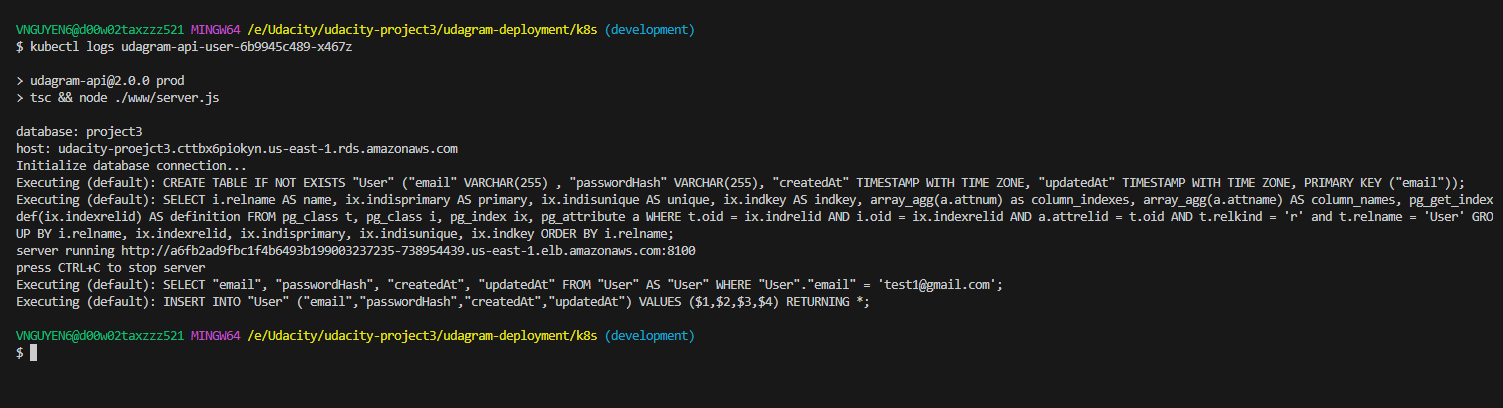 VNGUYEN6@d00w02taxzzz521 MINGW64 /e/Udacity/udacity-project3/udagram-deployment/k8s (development)
$ kubectl logs udagram-api-user-6b9945c489-x467z
> udagram-api@2.0.0 prod
> tsc && node ./www/server.js
database: project3
host: udacity-proejct3.cttbx6piokyn.us-east-1.rds.amazonaws.com
Initialize database connection...
Executing (default): CREATE TABLE IF NOT EXISTS "User" ("email" VARCHAR(255) , "passwordHash" VARCHAR(255), "createdAt" TIMESTAMP WITH TIME ZONE, "updatedAt" TIMESTAMP WITH TIME ZONE, PRIMARY KEY ("email"));
Executing (default): SELECT i.relname AS name, ix.indisprimary AS primary, ix.indisunique AS unique, ix.indkey AS indkey, array_agg(a.attnum) as column_indexes, array_agg(a.attname) AS column_names, pg_get_index
def(ix.indexrelid) AS definition FROM pg_class t, pg_class i, pg_index ix, pg_attribute a WHERE t.oid = ix.indrelid AND i.oid = ix.indexrelid AND a.attrelid = t.oid AND t.relkind = 'r' and t.relname = 'User' GRO
UP BY i.relname, ix.indexrelid, ix.indisprimary, ix.indisunique, ix.indkey ORDER BY i.relname;
server running http://a6fb2ad9fbc1f4b6493b199003237235-738954439.us-east-1.elb.amazonaws.com:8100
press CTRL+C to stop server
Executing (default): SELECT "email", "passwordHash", "createdAt", "updatedAt" FROM "User" AS "User" WHERE "User"."email" = 'test1@gmail.com';
Executing (default): INSERT INTO "User" ("email","passwordHash","createdAt","updatedAt") VALUES ($1,$2,$3,$4) RETURNING *;
VNGUYEN6@d00w02taxzzz521 MINGW64 /e/Udacity/udacity-project3/udagram-deployment/k8s (development)
$